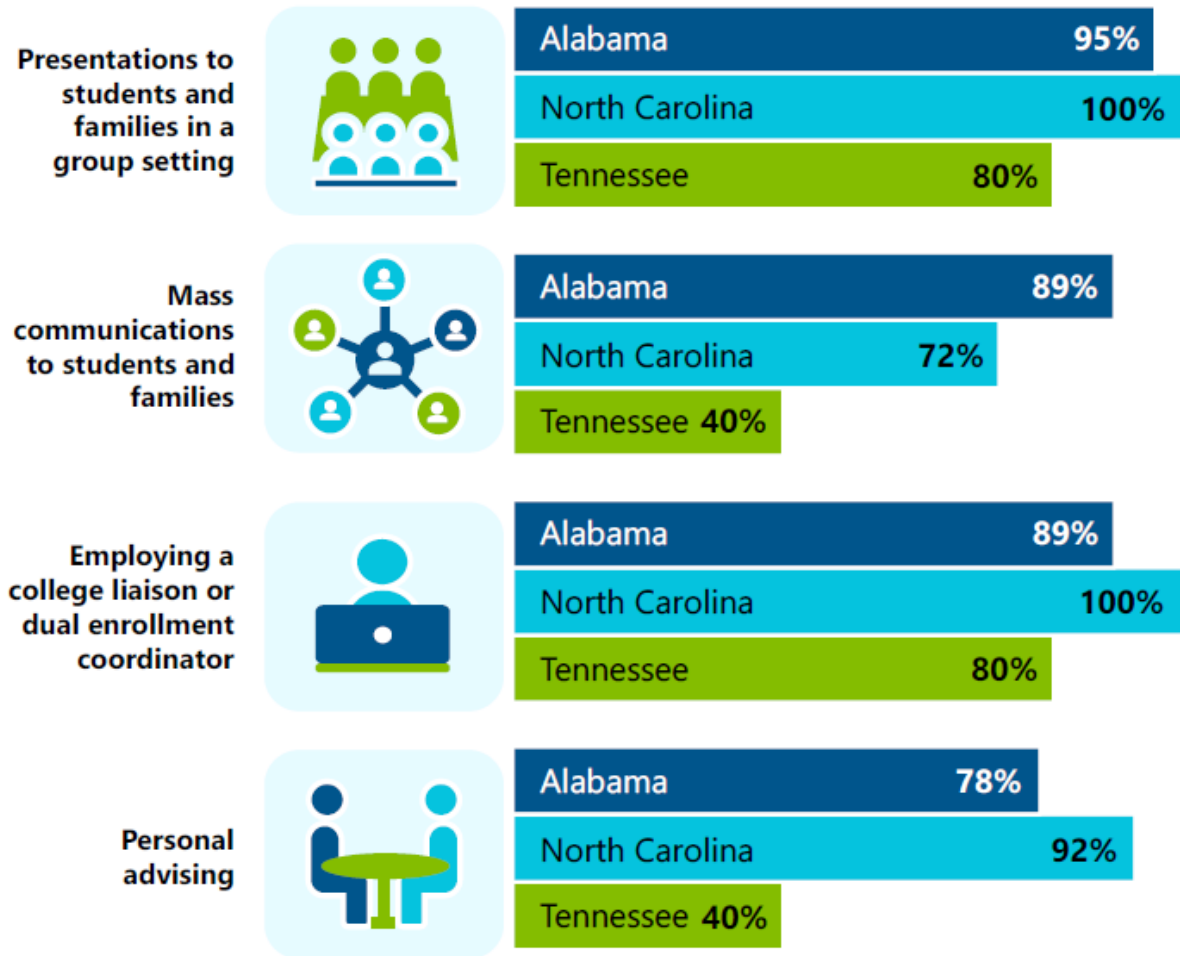 Presentations to
students and
families in a
group setting
Alabama 95%
North Carolina 100%
Tennessee 80%
Mass
communications
to students and
families
Alabama 89%
North Carolina 72%
Tennessee 40%
Employing a
college liaison or
dual enrollment
coordinator
Alabama 89%
North Carolina 100%
Tennessee 80%
Personal
advising
Alabama 78%
North Carolina 92%
Tennessee 40%